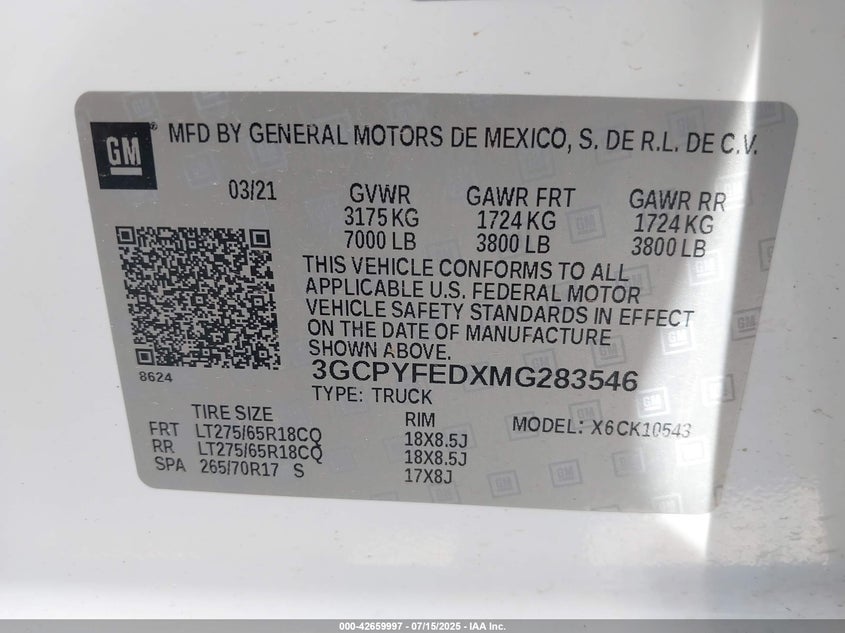 GM
MFD BY GENERAL MOTORS DE MEXICO, S. DE R.L. DE C.V.
03/21 GVWR GAWR FRT GAWR RR
3175 KG 1724 KG 1724 KG
7000 LB 3800 LB 3800 LB
THIS VEHICLE CONFORMS TO ALL
APPLICABLE U.S. FEDERAL MOTOR
VEHICLE SAFETY STANDARDS IN EFFECT
ON THE DATE OF MANUFACTURE
SHOWN ABOVE.
8624
3GCPYFEDXMG283546
TYPE: TRUCK
MODEL: X6CK10543
TIRE SIZE RIM
FRT LT275/65R18CQ 18X8.5J
RR LT275/65R18CQ 18X8.5J
SPA 265/70R17 S 17X8J
000-42659997 - 07/15/2025 - IAA Inc.